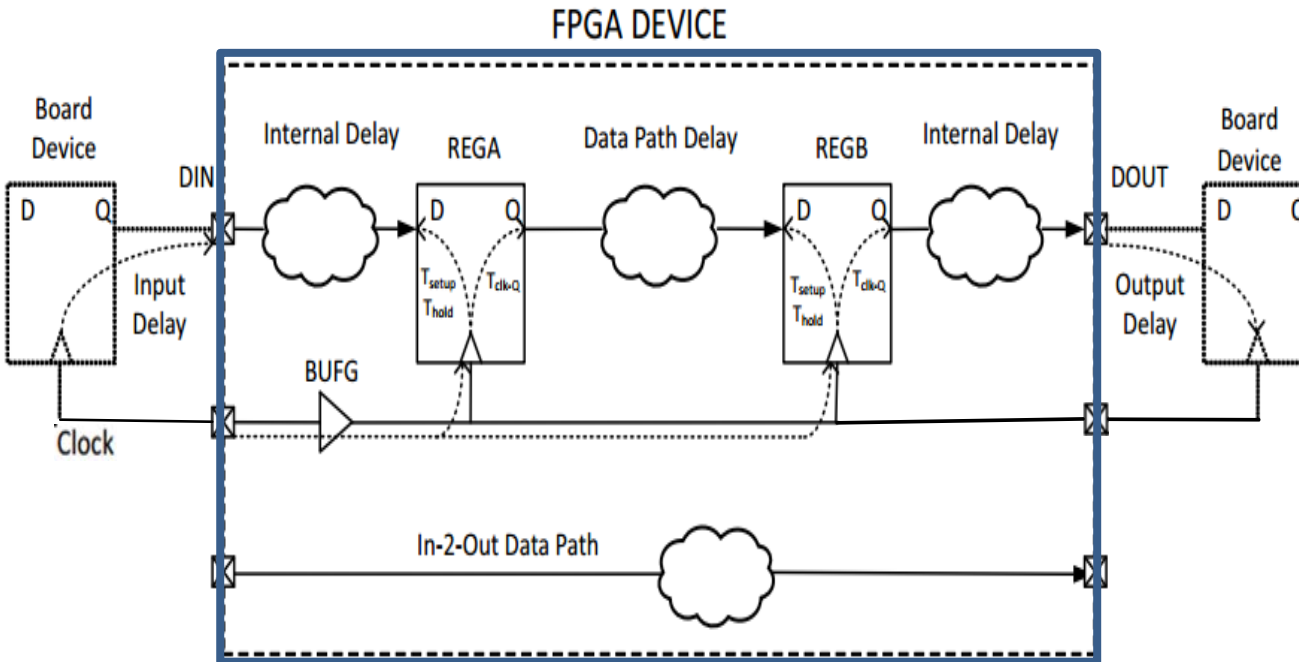 FPGA DEVICE
Board
Device
D Q
Input
Delay
Clock
DIN
Internal Delay
REGA
D Q
Tsetup
Thold
Tclk-Q
BUFG
Data Path Delay
REGB
D Q
Tsetup
Thold
Tclk-Q
Internal Delay
DOUT
Output
Delay
Board
Device
D
In-2-Out Data Path